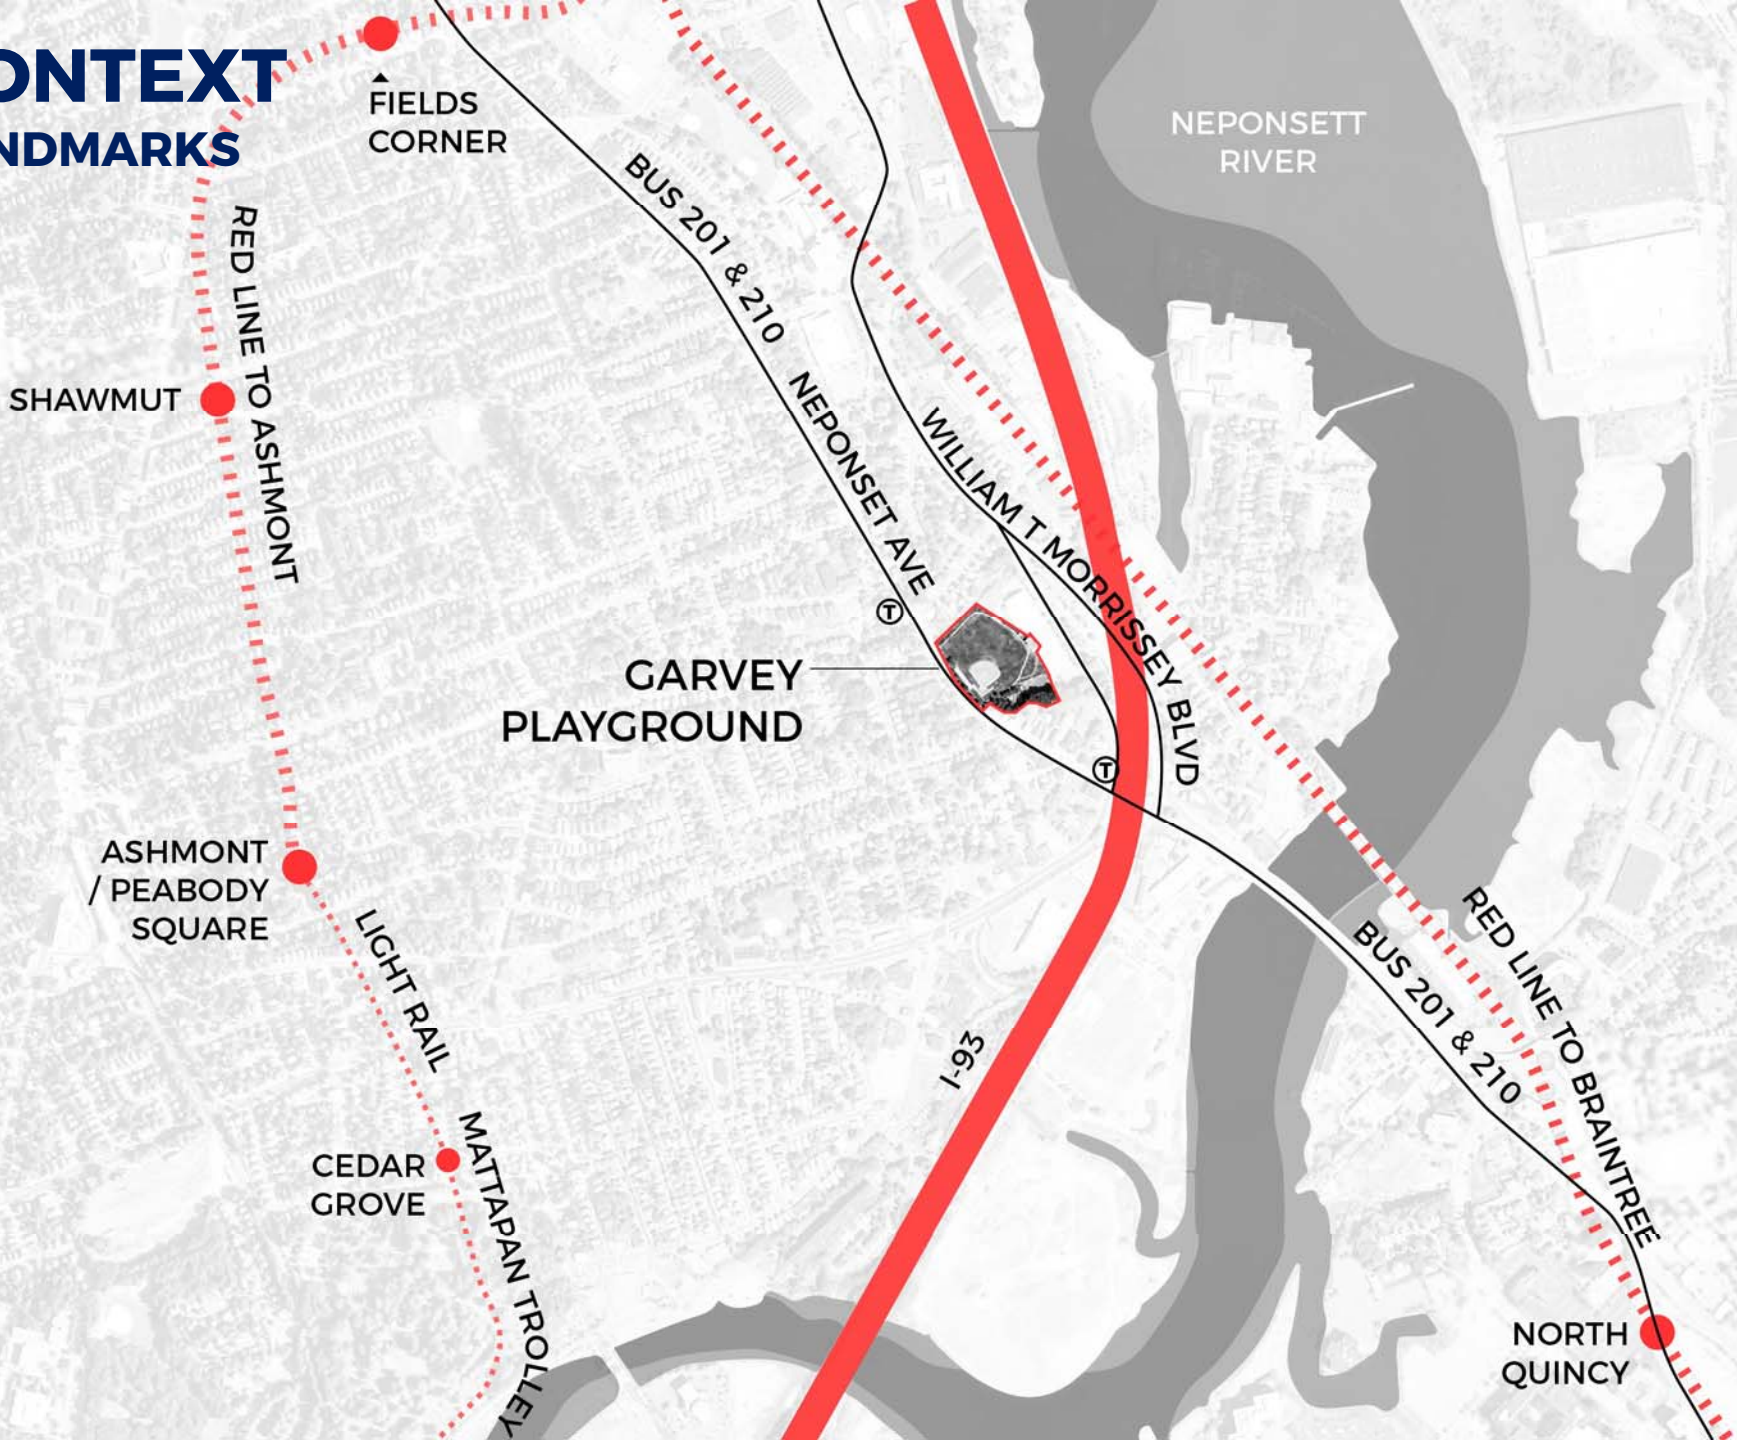 ONTEXT
NDMARKS
FIELDS
CORNER
NEPONSETT
RIVER
BUS 201 & 210
RED LINE TO ASHMONT
SHAWMUT
NEPONSET AVE
WILLIAM T MORRISSEY BLVD
T
GARVEY
PLAYGROUND
T
ASHMONT
/ PEABODY
SQUARE
LIGHT RAIL
RED LINE TO BRAINTREE
BUS 201 & 210
I-93
CEDAR
GROVE
MATTAPAN TROLLEY
NORTH
QUINCY